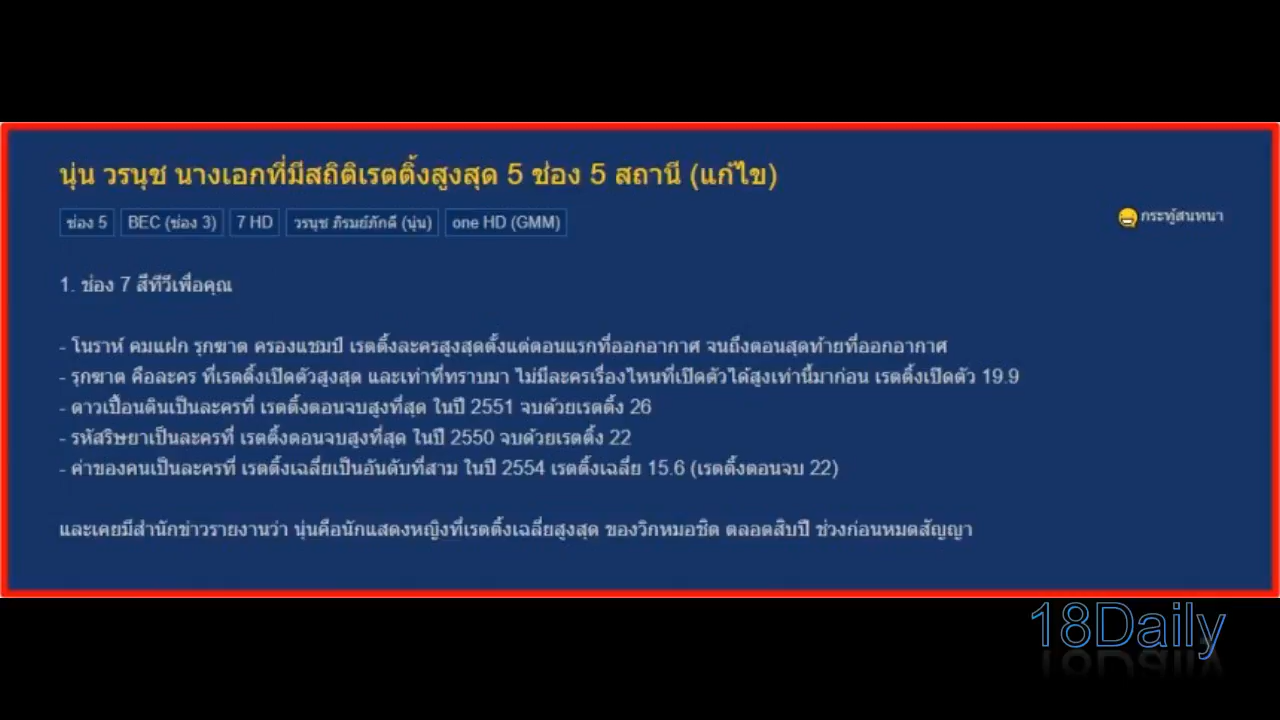 นุ่น วรนุช นางเอกที่มีสถิติเรตติ้งสูงสุด 5 ช่อง 5 สถานี (แก้ไข)
ช่อง 5 BEC (ช่อง 3) 7 HD วรนุช ภิรมย์ภักดี (นุ่น) one HD (GMM)
กระทู้สนทนา
1. ช่อง 7 สีทีวีเพื่อคุณ
- โนราห์ คมแฝก รุกฆาต ครองแชมป์ เรตติ้งละครสูงสุดตั้งแต่ตอนแรกที่ออกอากาศ จนถึงตอนสุดท้ายที่ออกอากาศ
- รุกฆาต คือละคร ที่เรตติ้งเปิดตัวสูงสุด และเท่าที่ทราบมา ไม่มีละครเรื่องไหนที่เปิดตัวได้สูงเท่านี้มาก่อน เรตติ้งเปิดตัว 19.9
- ดาวเปื้อนดินเป็นละครที่ เรตติ้งตอนจบสูงที่สุด ในปี 2551 จบด้วยเรตติ้ง 26
- รหัสริษยาเป็นละครที่ เรตติ้งตอนจบสูงที่สุด ในปี 2550 จบด้วยเรตติ้ง 22
- ค่าของคนเป็นละครที่ เรตติ้งเฉลี่ยเป็นอันดับที่สาม ในปี 2554 เรตติ้งเฉลี่ย 15.6 (เรตติ้งตอนจบ 22)
และเคยมีสำนักข่าวรายงานว่า นุ่นคือนักแสดงหญิงที่เรตติ้งเฉลี่ยสูงสุด ของวิกหมอชิต ตลอดสิบปี ช่วงก่อนหมดสัญญา
18Daily